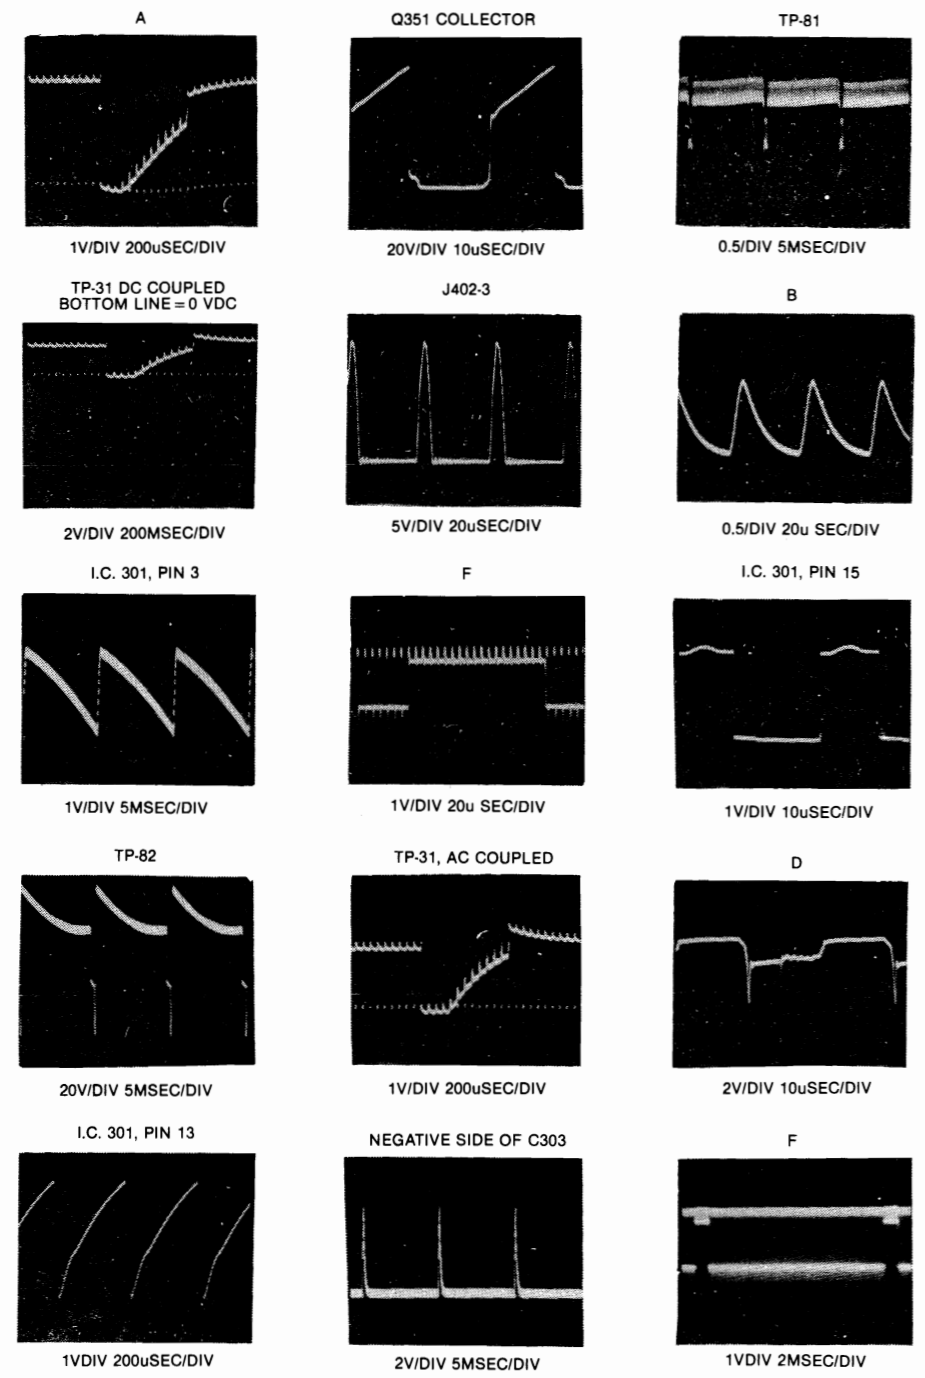 A
Q351 COLLECTOR
TP-81
1V/DIV 200uSEC/DIV
20V/DIV 10uSEC/DIV
0.5/DIV 5MSEC/DIV
TP-31 DC COUPLED
BOTTOM LINE=0 VDC
J402-3
B
2V/DIV 200MSEC/DIV
5V/DIV 20uSEC/DIV
0.5/DIV 20u SEC/DIV
I.C. 301, PIN 3
F
I.C. 301, PIN 15
1V/DIV 5MSEC/DIV
1V/DIV 20u SEC/DIV
1V/DIV 10uSEC/DIV
TP-82
TP-31, AC COUPLED
D
20V/DIV 5MSEC/DIV
1V/DIV 200uSEC/DIV
2V/DIV 10uSEC/DIV
I.C. 301, PIN 13
NEGATIVE SIDE OF C303
F
1VDIV 200uSEC/DIV
2V/DIV 5MSEC/DIV
1VDIV 2MSEC/DIV